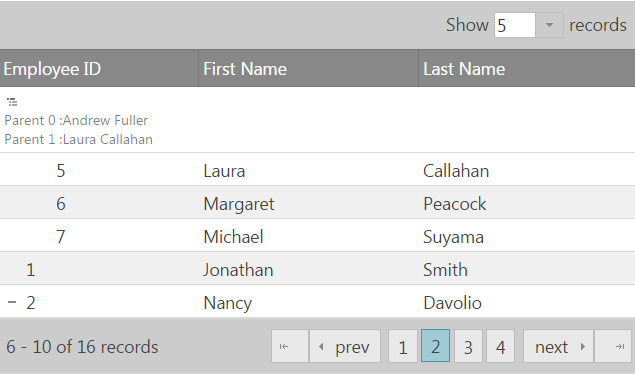 Show 5 records
Employee ID First Name Last Name
Parent 0 :Andrew Fuller
Parent 1 :Laura Callahan
5 Laura Callahan
6 Margaret Peacock
7 Michael Suyama
1 Jonathan Smith
2 Nancy Davolio
6 - 10 of 16 records prev 1 2 3 4 next